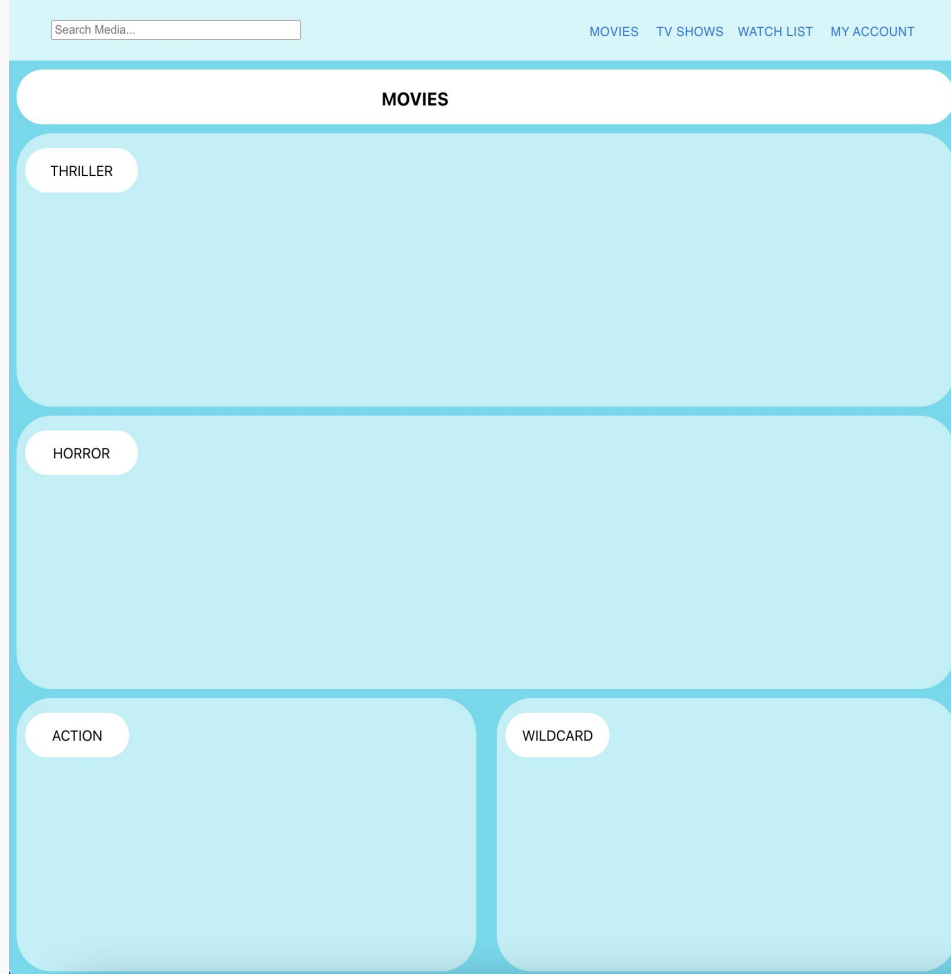 Search Media...
MOVIES TV SHOWS WATCH LIST MY ACCOUNT
MOVIES
THRILLER
HORROR
ACTION
WILDCARD